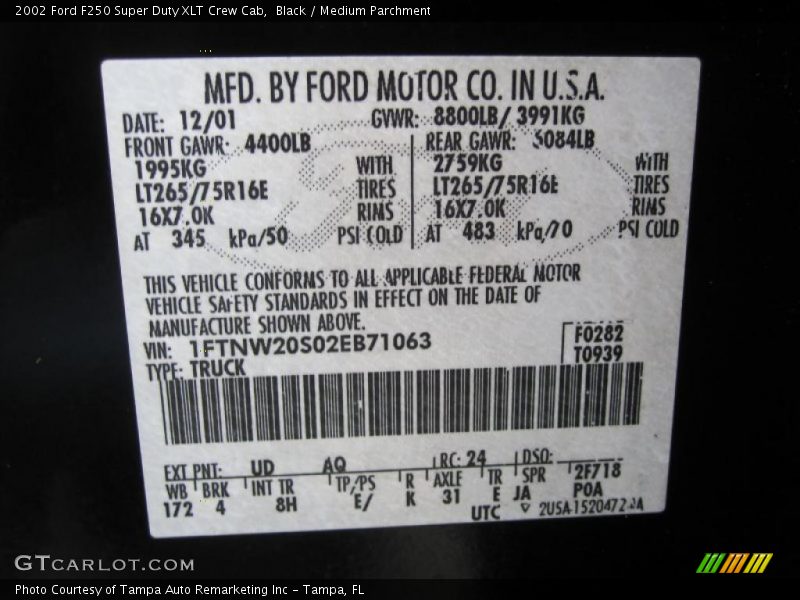 2002 Ford F250 Super Duty XLT Crew Cab,  Black / Medium Parchment
MFD. BY FORD MOTOR CO. IN U.S.A.
DATE: 12/01 GVWR: 8800LB/ 3991KG
FRONT GAWR: 4400LB REAR GAWR: 6084LB
1995KG WITH 2759KG WITH
LT265/75R16E TIRES LT265/75R16E TIRES
16X7.0K RIMS 16X7.0K RIMS
AT 345 kPa/50 PSI COLD AT 483 kPa/70 PSI COLD
THIS VEHICLE CONFORMS TO ALL APPLICABLE FEDERAL MOTOR
VEHICLE SAFETY STANDARDS IN EFFECT ON THE DATE OF
MANUFACTURE SHOWN ABOVE.
VIN: 1FTNW20S02EB71063 F0282
TYPE: TRUCK T0939
EXT PNT: UD AQ RC: 24 DSO:
WB BRK INT TR TP/PS R AXLE TR SPR 2F718
172 4 8H E/ K 31 E JA POA
UTC
GTCARLOT.COM
Photo Courtesy of Tampa Auto Remarketing Inc - Tampa, FL